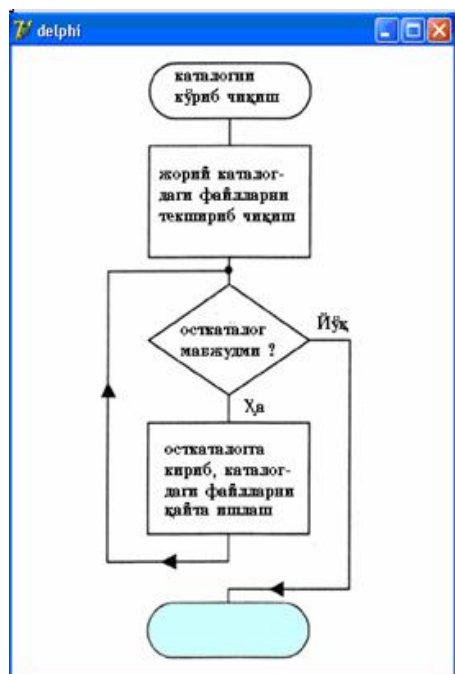 delphi
каталогни
кўриб чиқиш
жорий каталог-
даги файлларни
текшириб чиқиш
осткаталог
мавжудми ?
Йўқ
Ҳа
осткаталогга
кириб, каталог-
даги файлларни
қайта ишлаш